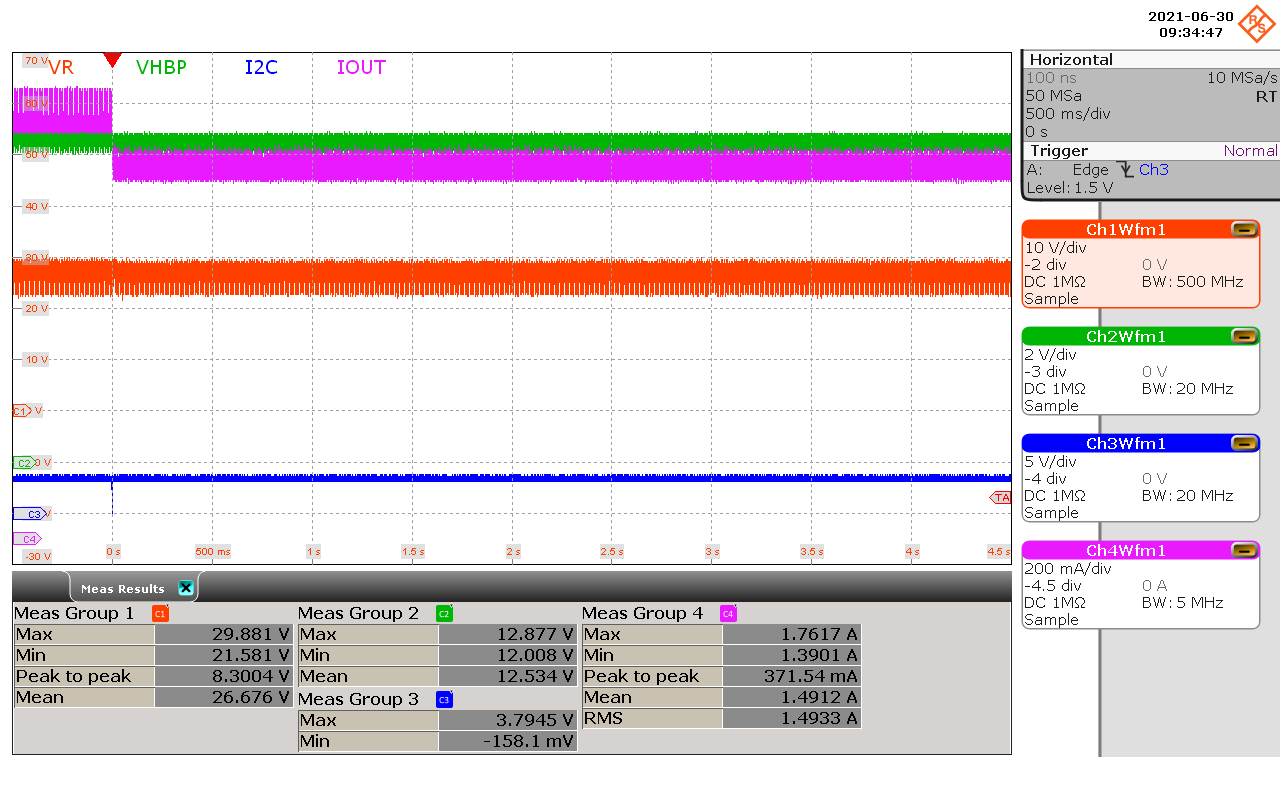 2021-06-30
09:34:47
R S
VR VHBP I2C IOUT
70 V
60 V
50 V
40 V
30 V
20 V
10 V
C1 V
C2 0 V
C3 V
C4
-30 V
TA
0 s 500 ms 1 s 1.5 s 2 s 2.5 s 3 s 3.5 s 4 s 4.5 s
Horizontal
100 ns 10 MSa/s
50 MSa RT
500 ms/div
0 s
Trigger Normal
A: Edge Ch3
Level: 1.5 V
Ch1Wfm1
10 V/div
-2 div 0 V
DC 1MΩ BW: 500 MHz
Sample
Ch2Wfm1
2 V/div
-3 div 0 V
DC 1MΩ BW: 20 MHz
Sample
Ch3Wfm1
5 V/div
-4 div 0 V
DC 1MΩ BW: 20 MHz
Sample
Ch4Wfm1
200 mA/div
-4.5 div 0 A
DC 1MΩ BW: 5 MHz
Sample
Meas Results
Meas Group 1 C1
Max 29.881 V
Min 21.581 V
Peak to peak 8.3004 V
Mean 26.676 V
Meas Group 2 C2
Max 12.877 V
Min 12.008 V
Mean 12.534 V
Meas Group 3 C3
Max 3.7945 V
Min -158.1 mV
Meas Group 4 C4
Max 1.7617 A
Min 1.3901 A
Peak to peak 371.54 mA
Mean 1.4912 A
RMS 1.4933 A